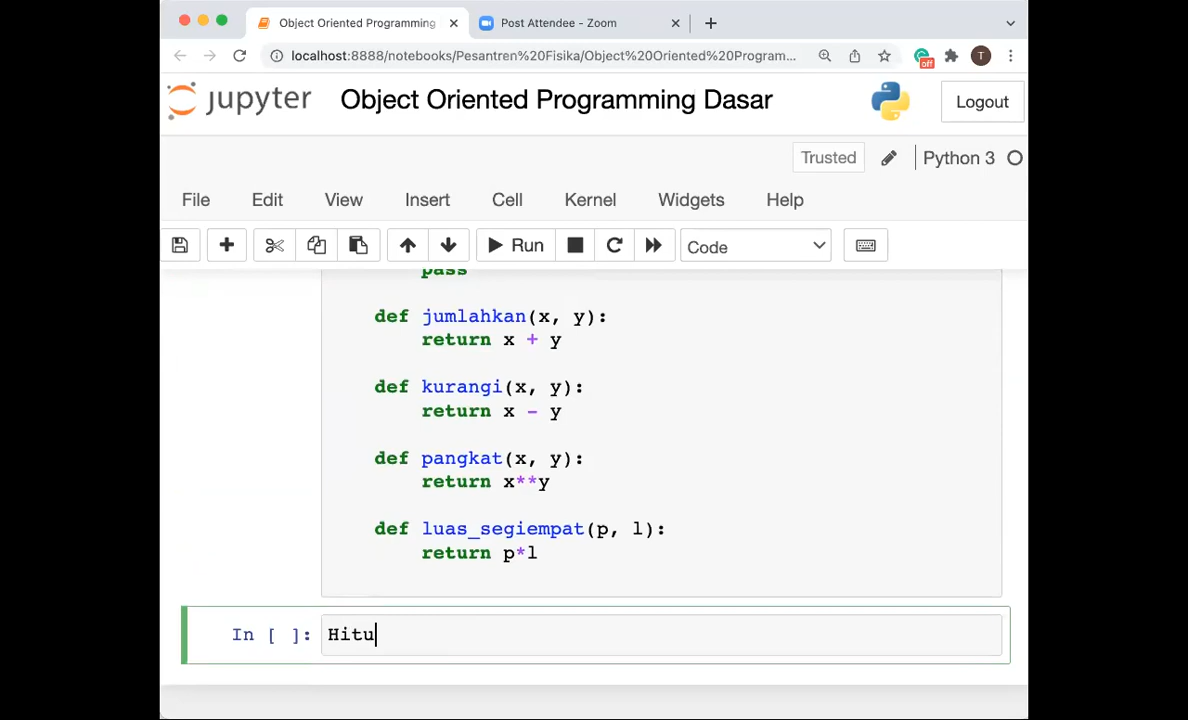 Object Oriented Programming
Post Attendee - Zoom
localhost:8888/notebooks/Pesantren%20Fisika/Object%20Oriented%20Program...
off
T
jupyter Object Oriented Programming Dasar
Logout
Trusted
Python 3
File Edit View Insert Cell Kernel Widgets Help
Run
Code
pass
def jumlahkan(x, y):
return x + y
def kurangi(x, y):
return x - y
def pangkat(x, y):
return x**y
def luas_segiempat(p, l):
return p*l
In [ ]: Hitu